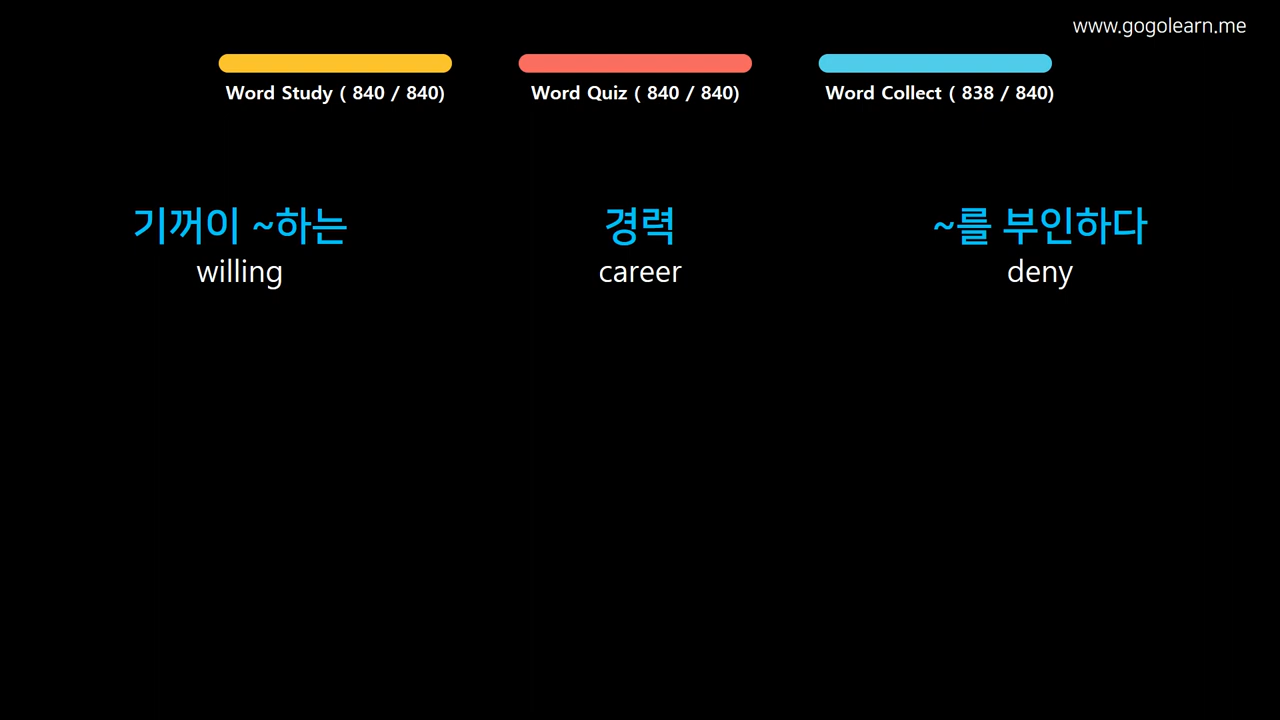 www.gogolearn.me
Word Study ( 840 / 840)
Word Quiz ( 840 / 840)
Word Collect ( 838 / 840)
기꺼이 ~하는
willing
경력
career
~를 부인하다
deny